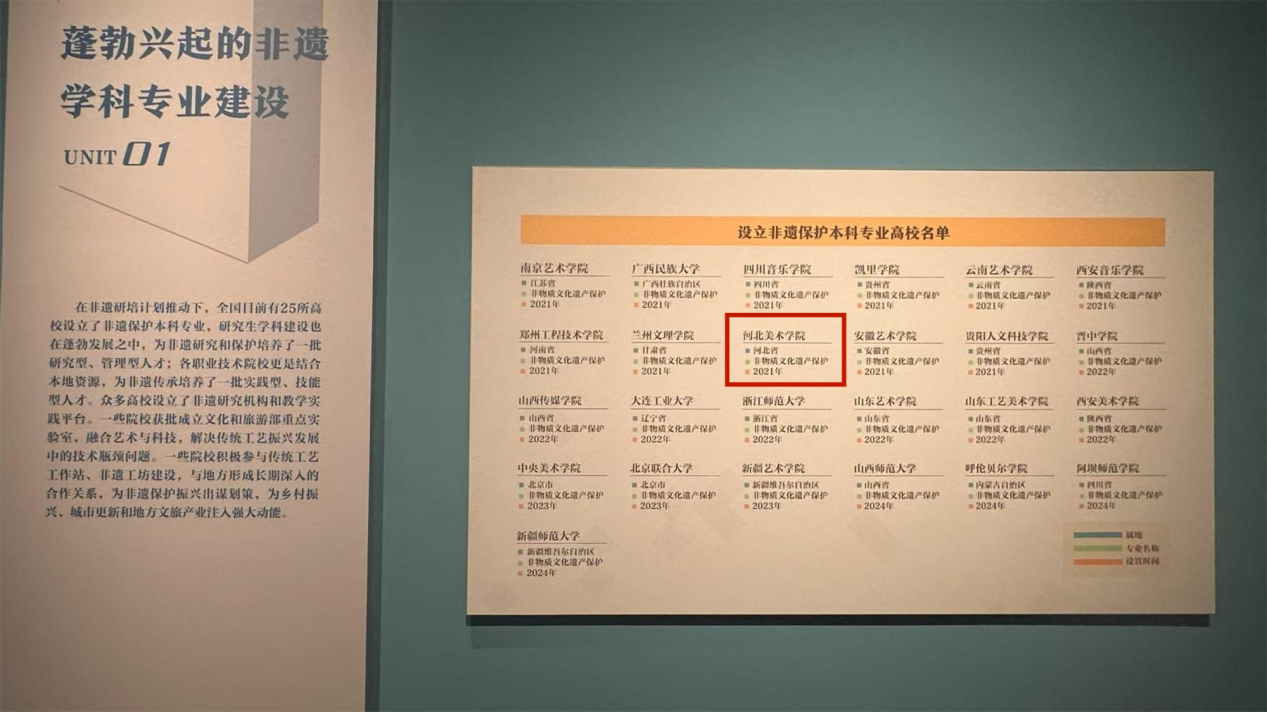 蓬勃兴起的非遗
学科专业建设
UNIT 01
在非遗研培计划推动下，全国目前有25所高
校设立了非遗保护本科专业，研究生学科建设也
在蓬勃发展之中，为非遗研究和保护培养了一批
研究型、管理型人才；各职业技术院校更是结合
本地资源，为非遗传承培养了一批实践型、技能
型人才。众多高校设立了非遗研究机构和教学实
践平台。一些院校获批成立文化和旅游部重点实
验室，融合艺术与科技，解决传统工艺振兴发展
中的技术瓶颈问题。一些院校积极参与传统工艺
工作站、非遗工坊建设，与地方形成长期深入的
合作关系，为非遗保护振兴出谋划策，为乡村振
兴、城市更新和地方文旅产业注入强大动能。
设立非遗保护本科专业高校名单
南京艺术学院
江苏省
非物质文化遗产保护
2021年
广西民族大学
广西壮族自治区
非物质文化遗产保护
2021年
四川音乐学院
四川省
非物质文化遗产保护
2021年
凯里学院
贵州省
非物质文化遗产保护
2021年
云南艺术学院
云南省
非物质文化遗产保护
2021年
西安音乐学院
陕西省
非物质文化遗产保护
2021年
郑州工程技术学院
河南省
非物质文化遗产保护
2021年
兰州文理学院
甘肃省
非物质文化遗产保护
2021年
河北美术学院
河北省
非物质文化遗产保护
2021年
安徽艺术学院
安徽省
非物质文化遗产保护
2021年
贵阳人文科技学院
贵州省
非物质文化遗产保护
2021年
晋中学院
山西省
非物质文化遗产保护
2022年
山西传媒学院
山西省
非物质文化遗产保护
2022年
大连工业大学
辽宁省
非物质文化遗产保护
2022年
浙江师范大学
浙江省
非物质文化遗产保护
2022年
山东艺术学院
山东省
非物质文化遗产保护
2022年
山东工艺美术学院
山东省
非物质文化遗产保护
2022年
西安美术学院
陕西省
非物质文化遗产保护
2022年
中央美术学院
北京市
非物质文化遗产保护
2023年
北京联合大学
北京市
非物质文化遗产保护
2023年
新疆艺术学院
新疆维吾尔自治区
非物质文化遗产保护
2023年
山西师范大学
山西省
非物质文化遗产保护
2024年
呼伦贝尔学院
内蒙古自治区
非物质文化遗产保护
2024年
阿坝师范学院
四川省
非物质文化遗产保护
2024年
新疆师范大学
新疆维吾尔自治区
非物质文化遗产保护
2024年
属地
专业名称
设置时间